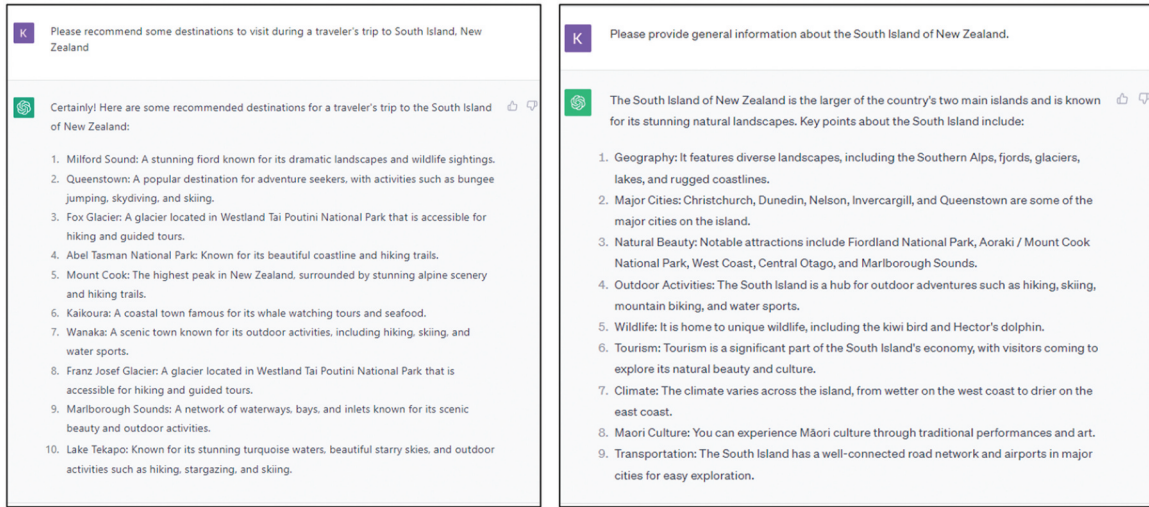 K
Please recommend some destinations to visit during a traveler's trip to South Island, New
Zealand
Certainly! Here are some recommended destinations for a traveler's trip to the South Island
of New Zealand:
1. Milford Sound: A stunning fiord known for its dramatic landscapes and wildlife sightings.
2. Queenstown: A popular destination for adventure seekers, with activities such as bungee
jumping, skydiving, and skiing.
3. Fox Glacier: A glacier located in Westland Tai Poutini National Park that is accessible for
hiking and guided tours.
4. Abel Tasman National Park: Known for its beautiful coastline and hiking trails.
5. Mount Cook: The highest peak in New Zealand, surrounded by stunning alpine scenery
and hiking trails.
6. Kaikoura: A coastal town famous for its whale watching tours and seafood.
7. Wanaka: A scenic town known for its outdoor activities, including hiking, skiing, and
water sports.
8. Franz Josef Glacier: A glacier located in Westland Tai Poutini National Park that is
accessible for hiking and guided tours.
9. Marlborough Sounds: A network of waterways, bays, and inlets known for its scenic
beauty and outdoor activities.
10. Lake Tekapo: Known for its stunning turquoise waters, beautiful starry skies, and outdoor
activities such as hiking, stargazing, and skiing.
K
Please provide general information about the South Island of New Zealand.
The South Island of New Zealand is the larger of the country's two main islands and is known
for its stunning natural landscapes. Key points about the South Island include:
1. Geography: It features diverse landscapes, including the Southern Alps, fjords, glaciers,
lakes, and rugged coastlines.
2. Major Cities: Christchurch, Dunedin, Nelson, Invercargill, and Queenstown are some of the
major cities on the island.
3. Natural Beauty: Notable attractions include Fiordland National Park, Aoraki / Mount Cook
National Park, West Coast, Central Otago, and Marlborough Sounds.
4. Outdoor Activities: The South Island is a hub for outdoor adventures such as hiking, skiing,
mountain biking, and water sports.
5. Wildlife: It is home to unique wildlife, including the kiwi bird and Hector's dolphin.
6. Tourism: Tourism is a significant part of the South Island's economy, with visitors coming to
explore its natural beauty and culture.
7. Climate: The climate varies across the island, from wetter on the west coast to drier on the
east coast.
8. Maori Culture: You can experience Māori culture through traditional performances and art.
9. Transportation: The South Island has a well-connected road network and airports in major
cities for easy exploration.